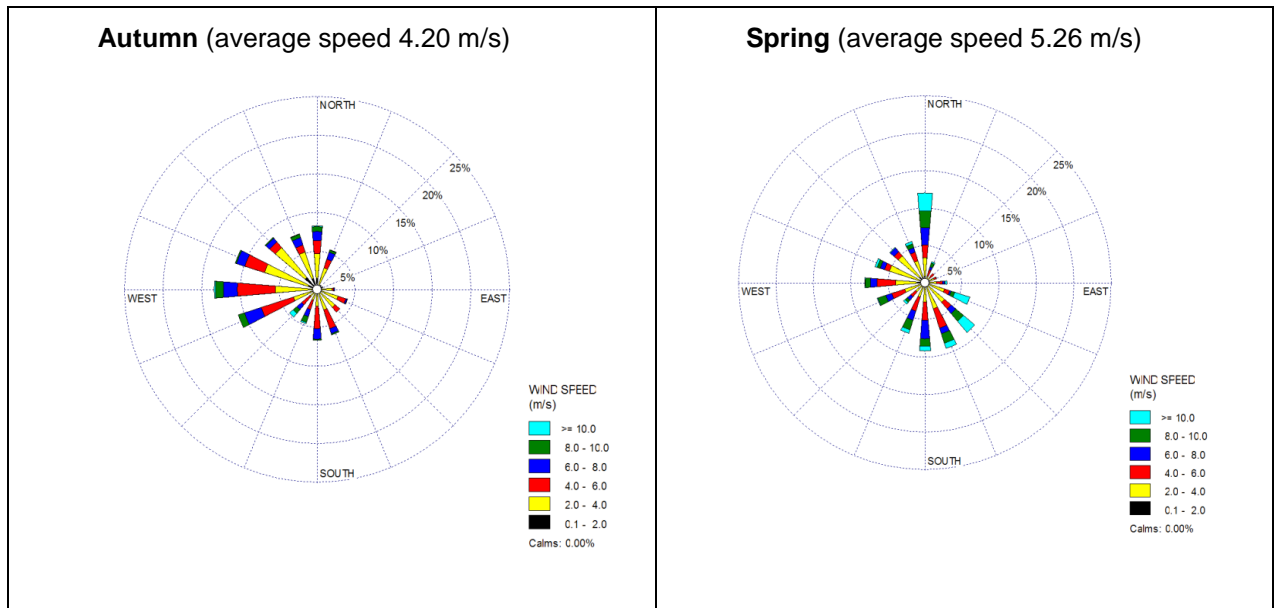 Autumn (average speed 4.20 m/s)
NORTH
25%
20%
15%
10%
5%
WEST
EAST
SOUTH
WIND SPEED
(m/s)
>= 10.0
8.0 - 10.0
6.0 - 8.0
4.0 - 6.0
2.0 - 4.0
0.1 - 2.0
Calms: 0.00%
Spring (average speed 5.26 m/s)
NORTH
25%
20%
15%
10%
5%
WEST
EAST
SOUTH
WIND SPEED
(m/s)
>= 10.0
8.0 - 10.0
6.0 - 8.0
4.0 - 6.0
2.0 - 4.0
0.1 - 2.0
Calms: 0.00%